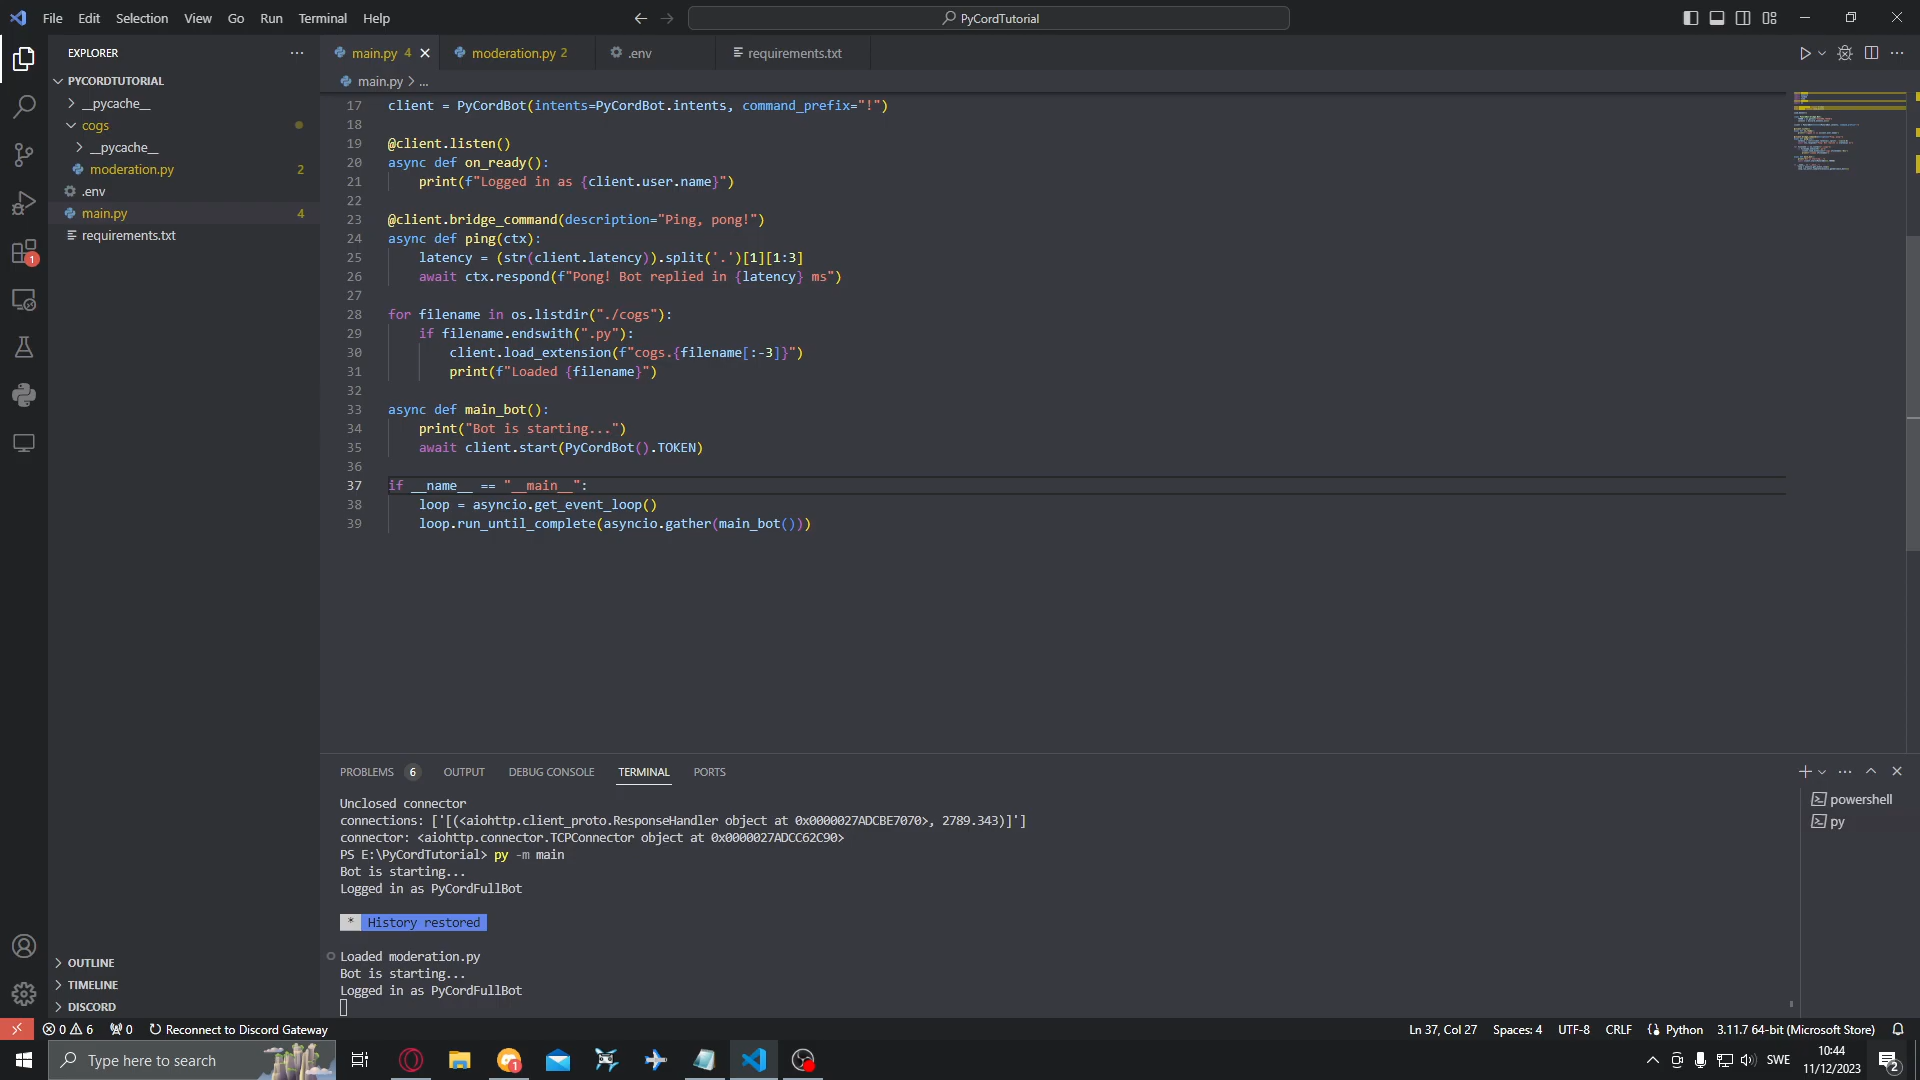 File Edit Selection View Go Run Terminal Help
PyCordTutorial
EXPLORER
main.py 4
moderation.py 2
.env
requirements.txt
PYCORDTUTORIAL
main.py > ...
__pycache__
cogs
__pycache__
moderation.py 2
.env
main.py 4
requirements.txt
17 client = PyCordBot(intents=PyCordBot.intents, command_prefix="!")
18
19 @client.listen()
20 async def on_ready():
21 print(f"Logged in as {client.user.name}")
22
23 @client.bridge_command(description="Ping, pong!")
24 async def ping(ctx):
25 latency = (str(client.latency)).split('.')[1][1:3]
26 await ctx.respond(f"Pong! Bot replied in {latency} ms")
27
28 for filename in os.listdir("./cogs"):
29 if filename.endswith(".py"):
30 client.load_extension(f"cogs.{filename[:-3]}")
31 print(f"Loaded {filename}")
32
33 async def main_bot():
34 print("Bot is starting...")
35 await client.start(PyCordBot().TOKEN)
36
37 if __name__ == "__main__":
38 loop = asyncio.get_event_loop()
39 loop.run_until_complete(asyncio.gather(main_bot()))
1
PROBLEMS 6 OUTPUT DEBUG CONSOLE TERMINAL PORTS
Unclosed connector
connections: ['[(<aiohttp.client_proto.ResponseHandler object at 0x0000027ADCBE7070>, 2789.343)]']
connector: <aiohttp.connector.TCPConnector object at 0x0000027ADCC62C90>
PS E:\PyCordTutorial> py -m main
Bot is starting...
Logged in as PyCordFullBot
* History restored
Loaded moderation.py
Bot is starting...
Logged in as PyCordFullBot
powershell
py
OUTLINE
TIMELINE
DISCORD
0 6 0 Reconnect to Discord Gateway
Ln 37, Col 27 Spaces: 4 UTF-8 CRLF Python 3.11.7 64-bit (Microsoft Store)
Type here to search
1
SWE
10:44
11/12/2023
2